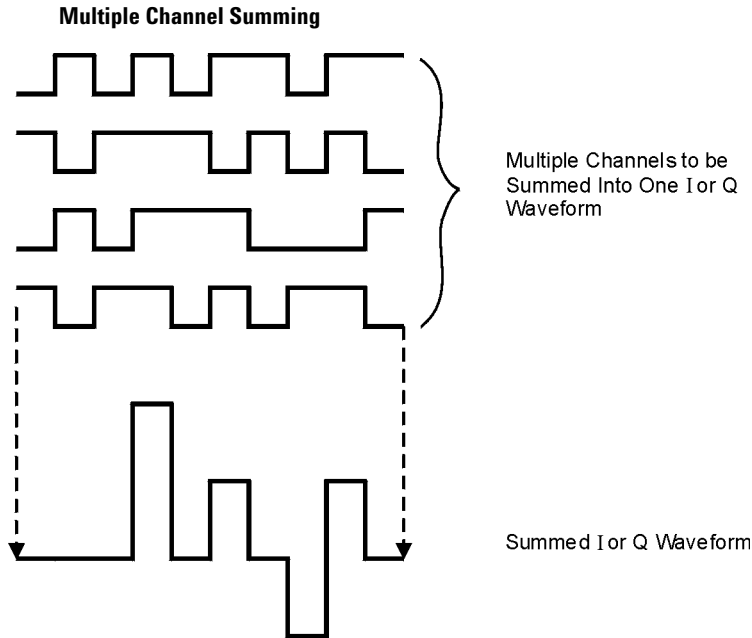 Multiple Channel Summing
Multiple Channels to be
Summed Into One I or Q
Waveform
Summed I or Q Waveform